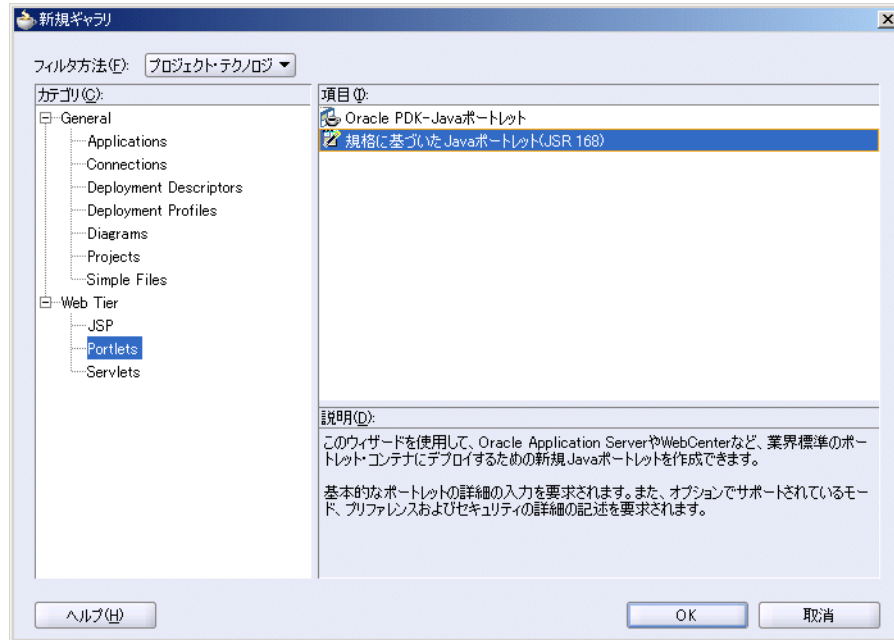 新規ギャラリ
フィルタ方法(F): プロジェクト・テクノロジ
カテゴリ(C):
General
Applications
Connections
Deployment Descriptors
Deployment Profiles
Diagrams
Projects
Simple Files
Web Tier
JSP
Portlets
Servlets
項目(I):
Oracle PDK-Javaポートレット
規格に基づいたJavaポートレット(JSR 168)
説明(D):
このウィザードを使用して、Oracle Application ServerやWebCenterなど、業界標準のポー
トレット・コンテナにデプロイするための新規Javaポートレットを作成できます。
基本的なポートレットの詳細の入力を要求されます。また、オプションでサポートされているモー
ド、プリファレンスおよびセキュリティの詳細の記述を要求されます。
ヘルプ(H)
OK
取消